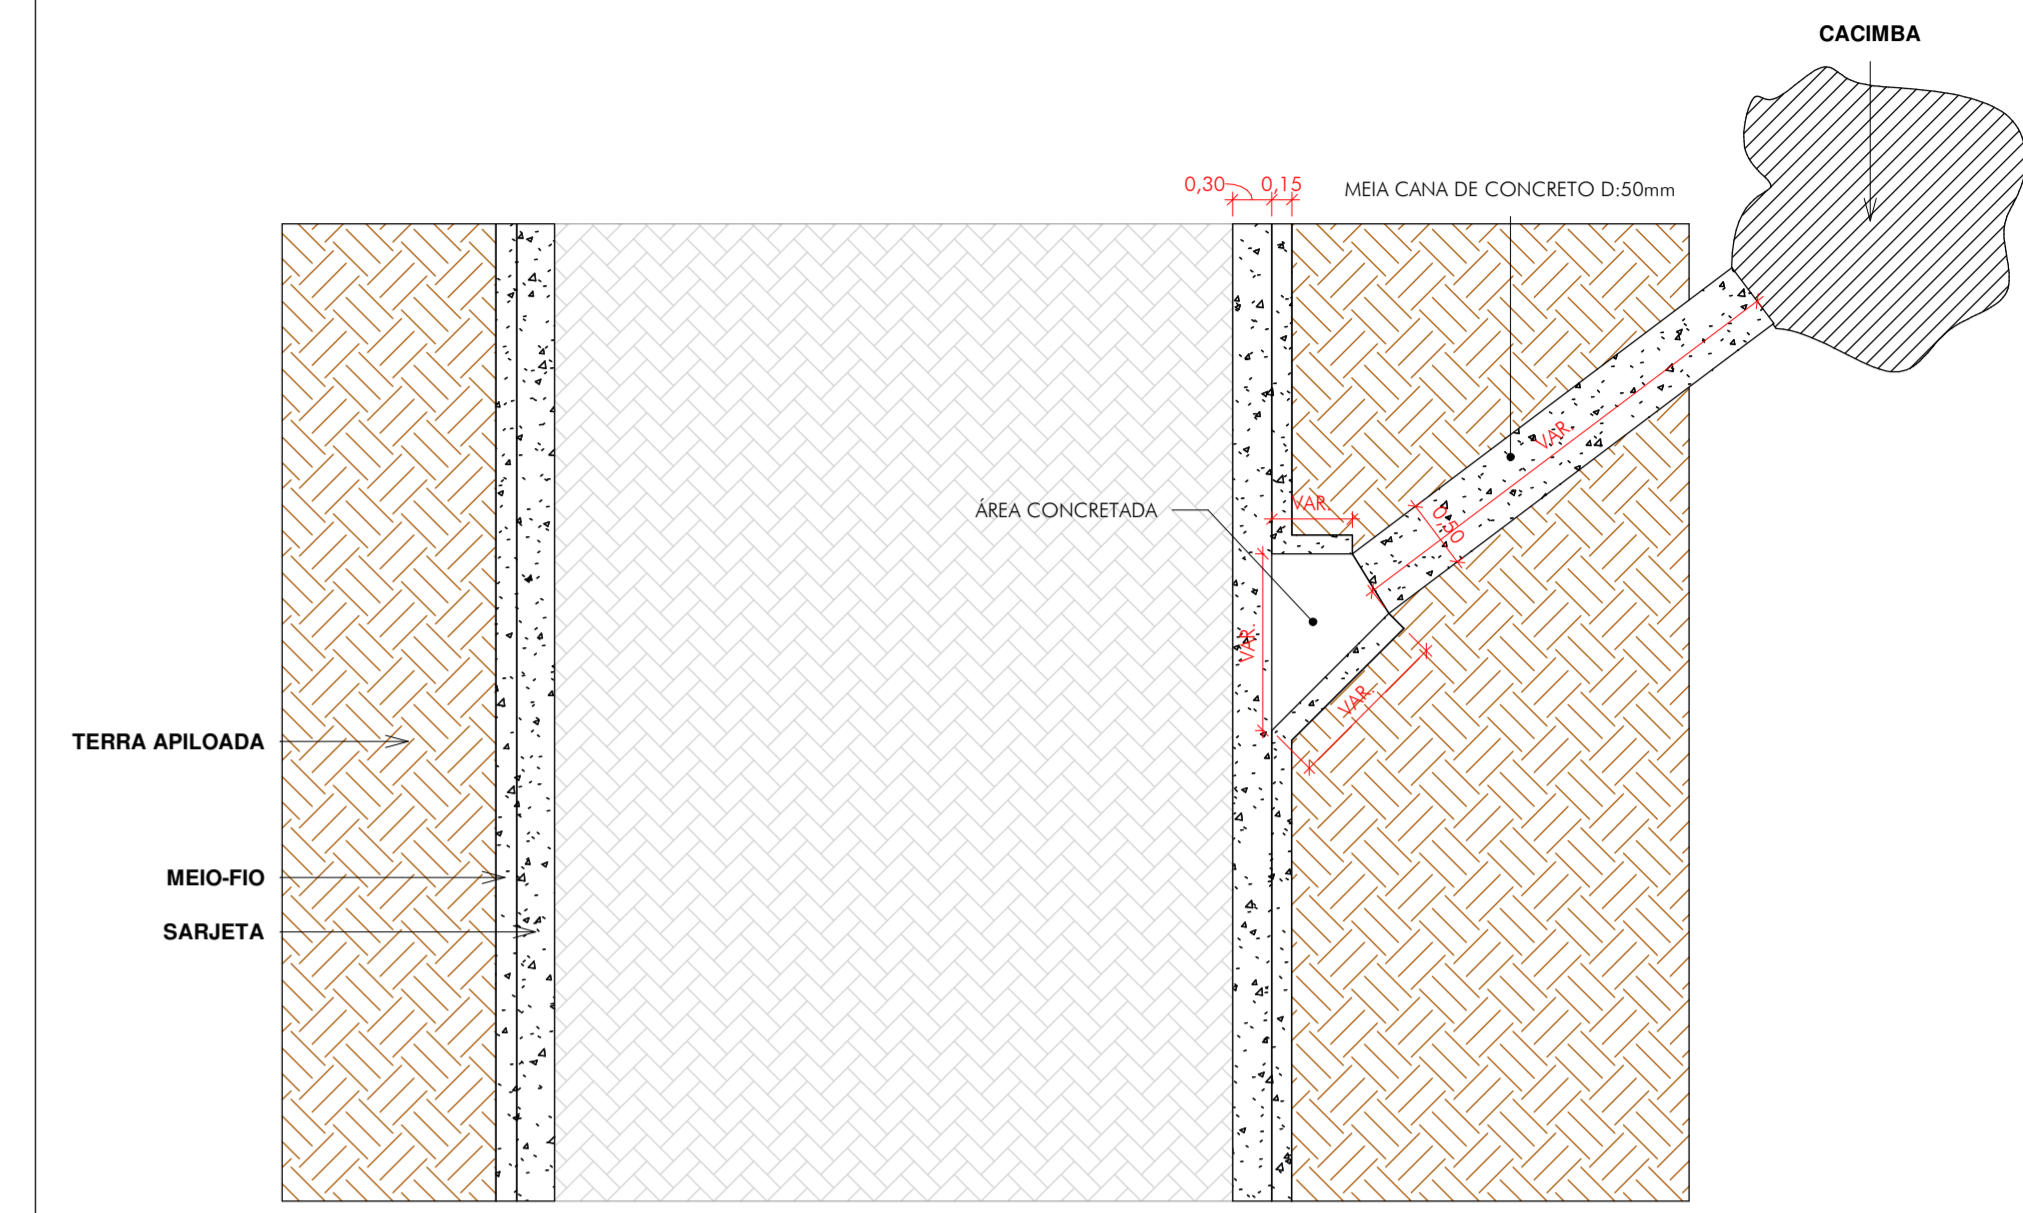 CACIMBA
0,30 0,15
MEIA CANA DE CONCRETO D:50mm
VAR.
VAR.
0,50
ÁREA CONCRETADA
VAR.
VAR.
TERRA APILOADA
MEIO-FIO
SARJETA